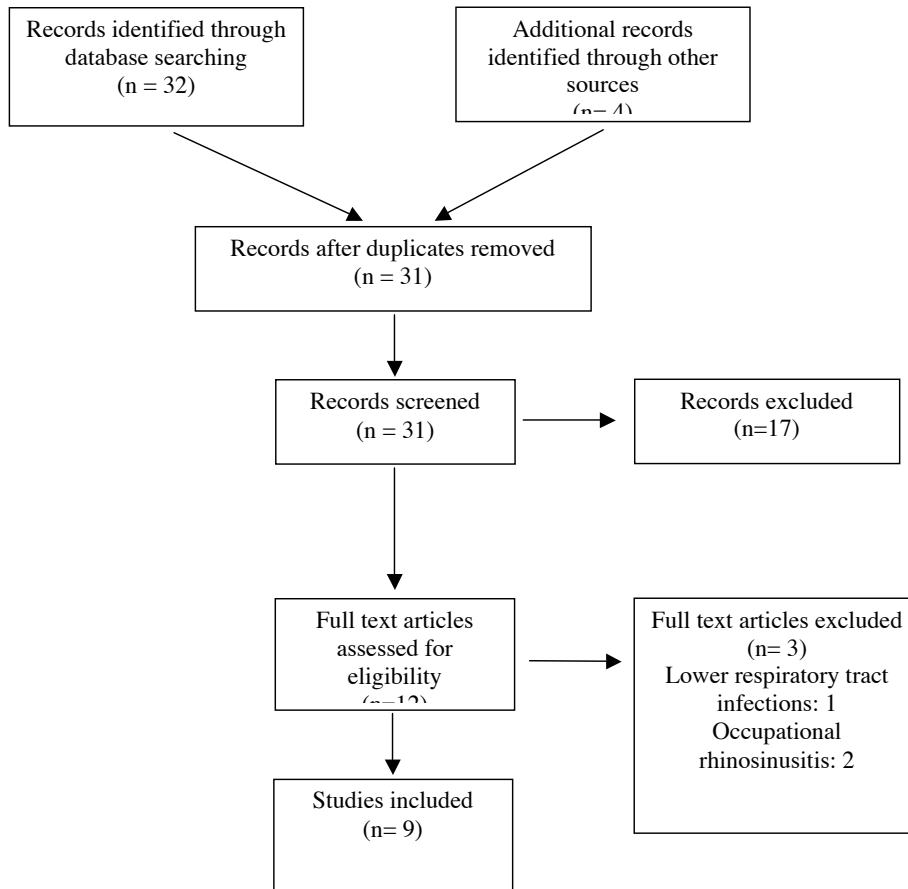 Records identified through
database searching
(n = 32)
Additional records
identified through other
sources
(n= 4)
Records after duplicates removed
(n = 31)
Records screened
(n = 31)
Records excluded
(n=17)
Full text articles
assessed for
eligibility
(n=12)
Full text articles excluded
(n= 3)
Lower respiratory tract
infections: 1
Occupational
rhinosinusitis: 2
Studies included
(n= 9)